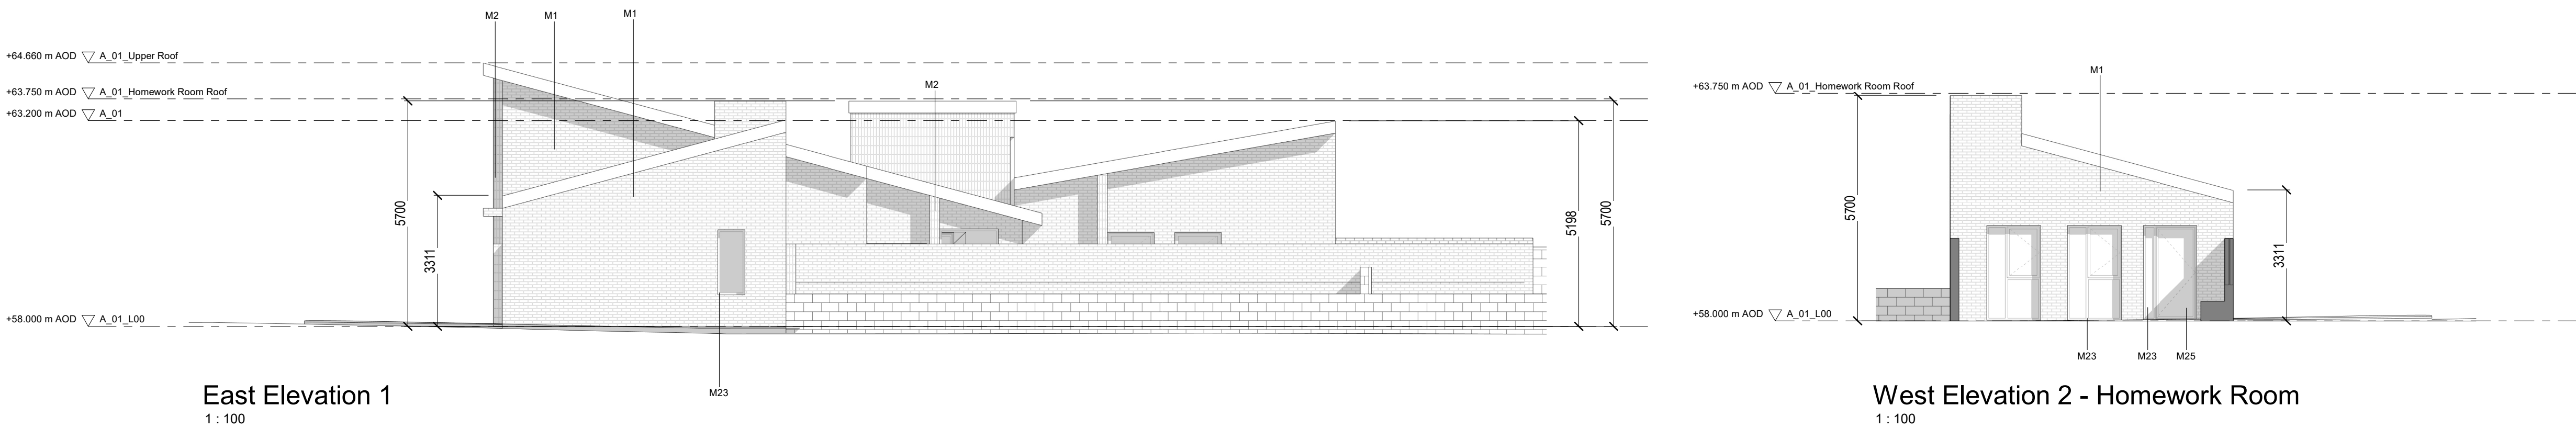 M2
M1
M1
+64.660 m AOD A_01_Upper Roof
+63.750 m AOD A_01_Homework Room Roof
+63.200 m AOD A_01
M2
5700
33111
5198
5700
+58.000 m AOD A_01_L00
M23
East Elevation 1
1 : 100
M1
+63.750 m AOD A_01_Homework Room Roof
5700
33111
+58.000 m AOD A_01_L00
M23
M23
M25
West Elevation 2 - Homework Room
1 : 100